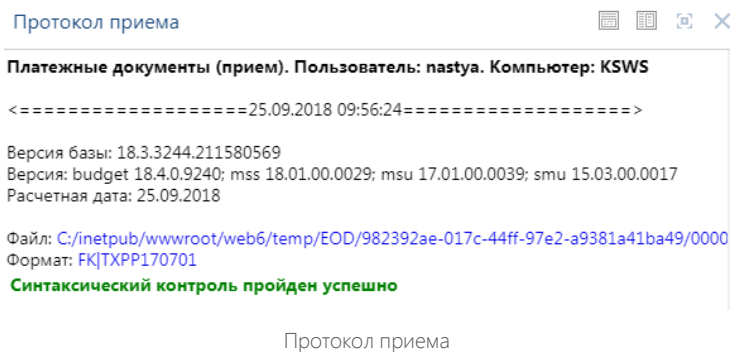 Протокол приема
Платежные документы (прием). Пользователь: nastya. Компьютер: KSWS
<===================25.09.2018 09:56:24===================>
Версия базы: 18.3.3244.211580569
Версия: budget 18.4.0.9240; mss 18.01.00.0029; msu 17.01.00.0039; smu 15.03.00.0017
Расчетная дата: 25.09.2018
Файл: C:/inetpub/wwwroot/web6/temp/EOD/982392ae-017c-44ff-97e2-a9381a41ba49/0000
Формат: FK|TXPP170701
Синтаксический контроль пройден успешно
Протокол приема